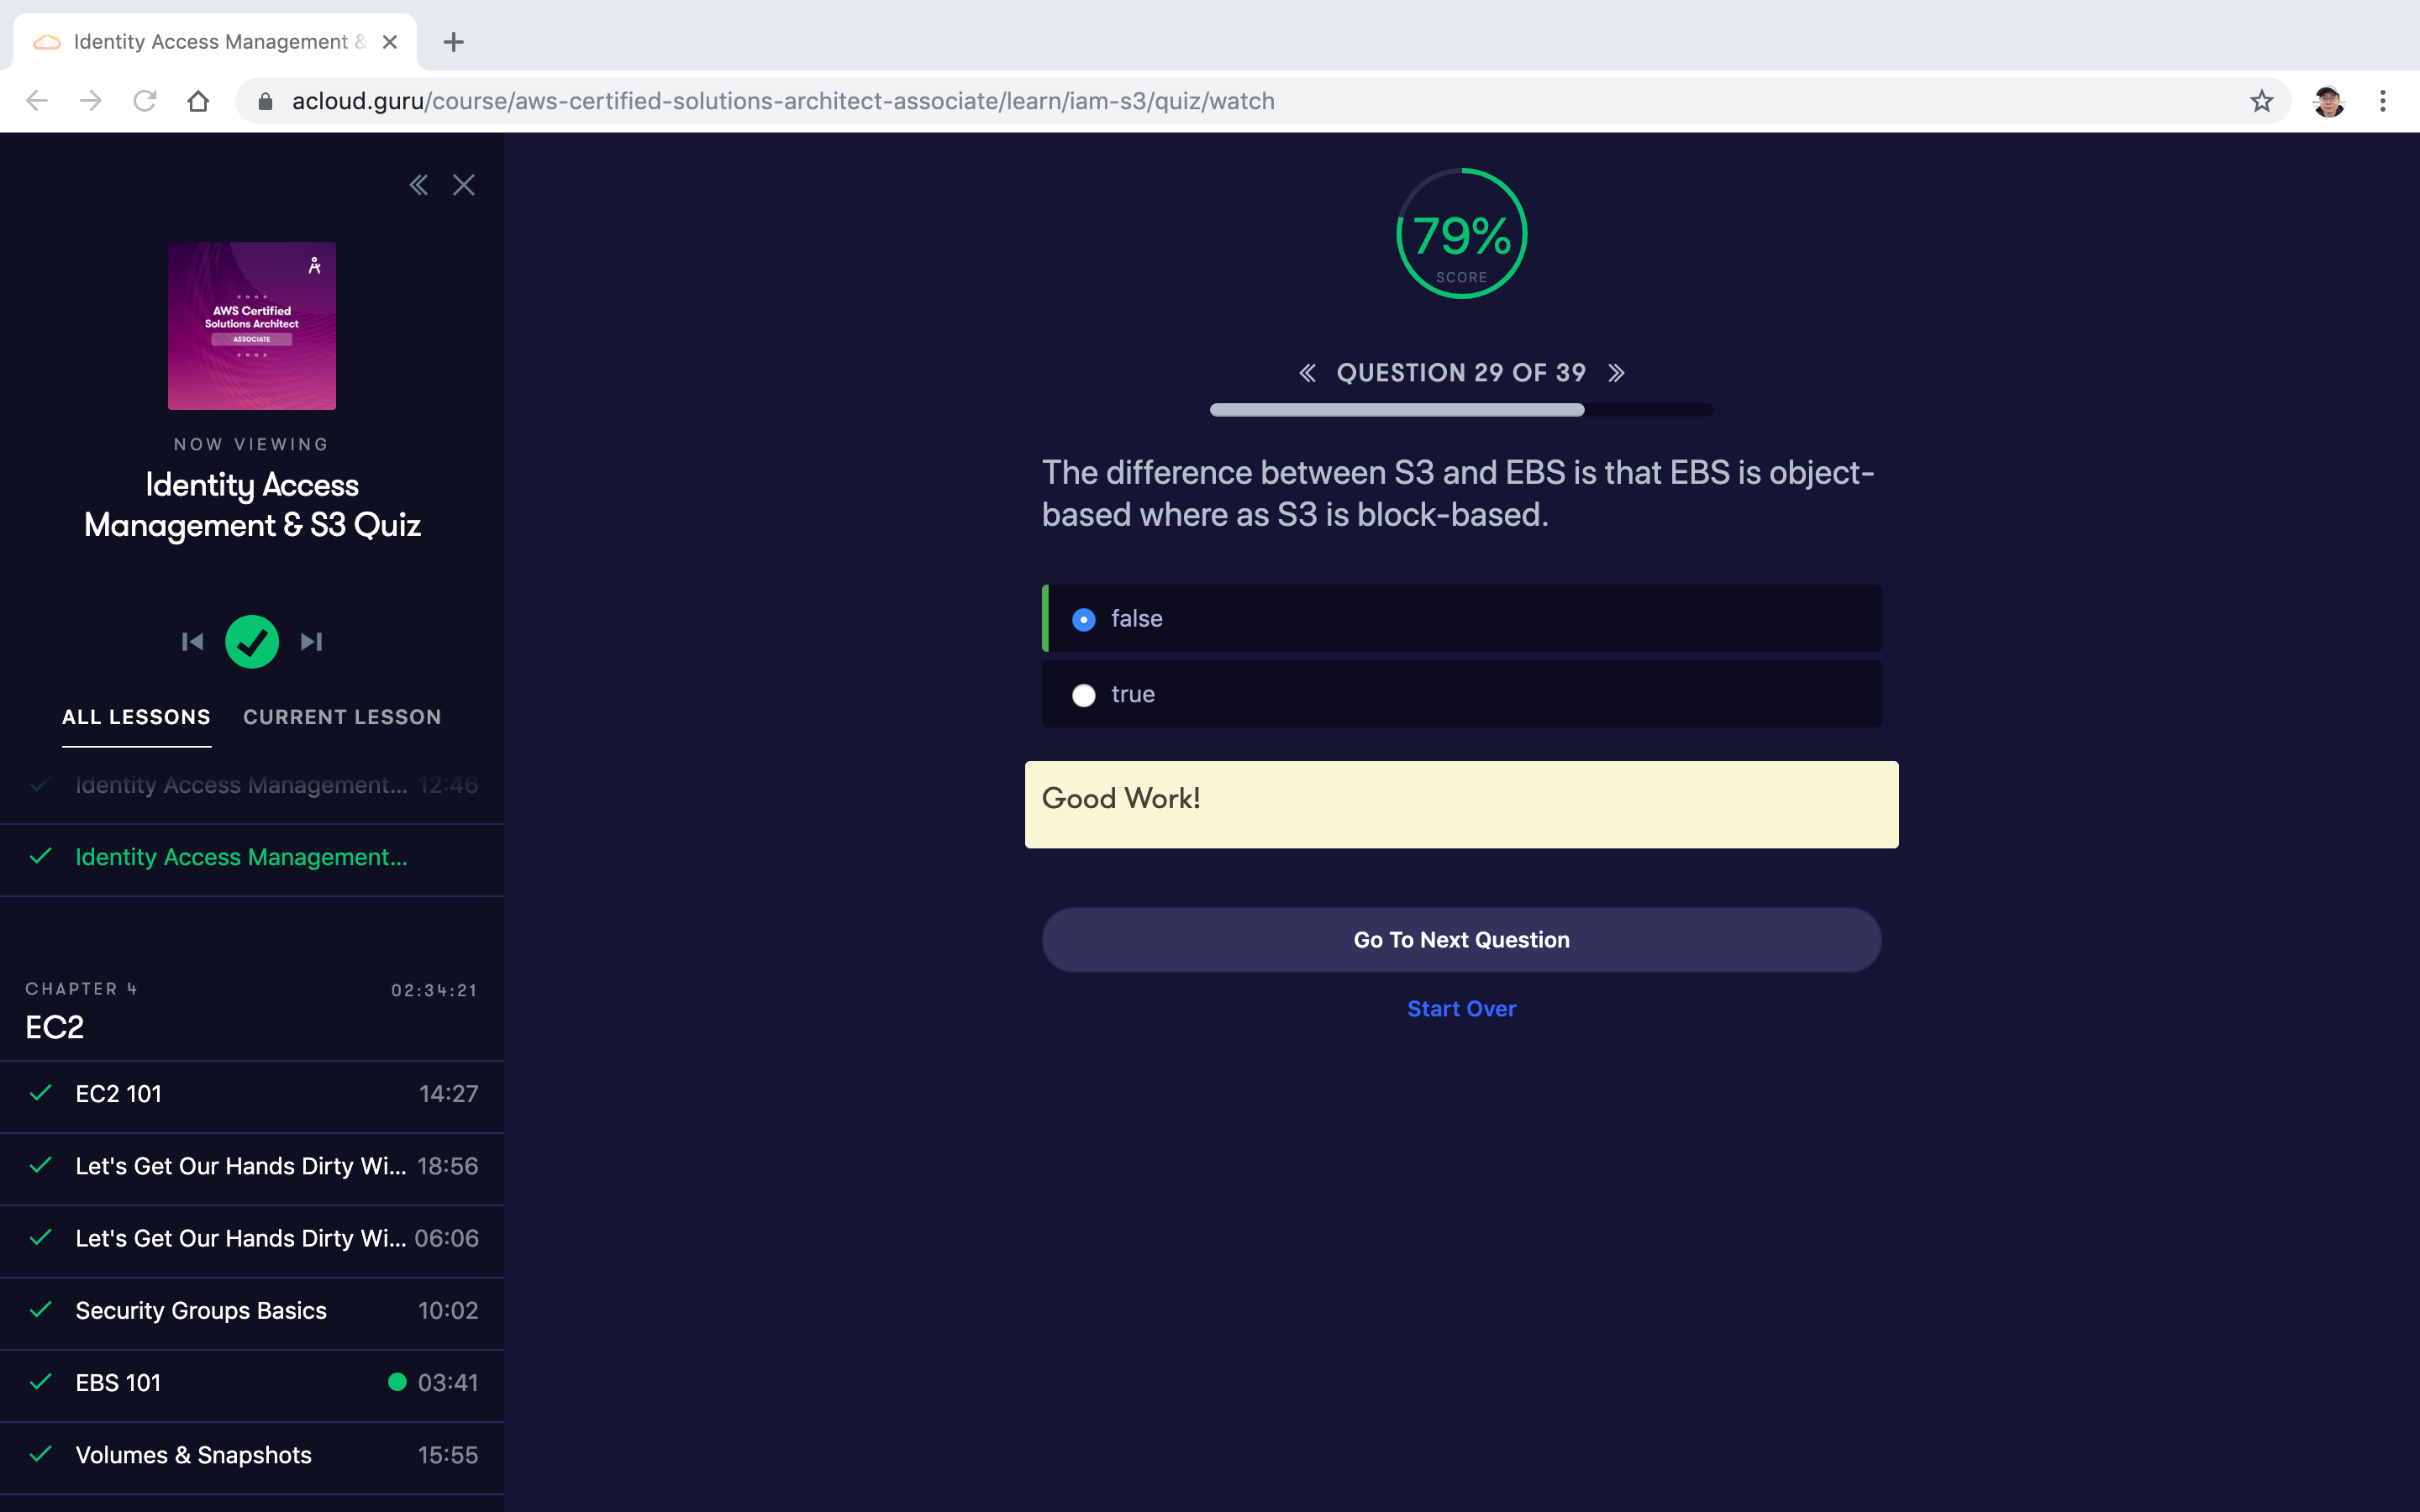 Identity Access Management &
acloud.guru/course/aws-certified-solutions-architect-associate/learn/iam-s3/quiz/watch
AWS Certified
Solutions Architect
ASSOCIATE
NOW VIEWING
Identity Access
Management & S3 Quiz
ALL LESSONS
CURRENT LESSON
Identity Access Management... 12:46
Identity Access Management...
CHAPTER 4 02:34:21
EC2
EC2 101 14:27
Let's Get Our Hands Dirty Wi... 18:56
Let's Get Our Hands Dirty Wi... 06:06
Security Groups Basics 10:02
EBS 101 03:41
Volumes & Snapshots 15:55
79%
SCORE
QUESTION 29 OF 39
The difference between S3 and EBS is that EBS is object-
based where as S3 is block-based.
false
true
Good Work!
Go To Next Question
Start Over